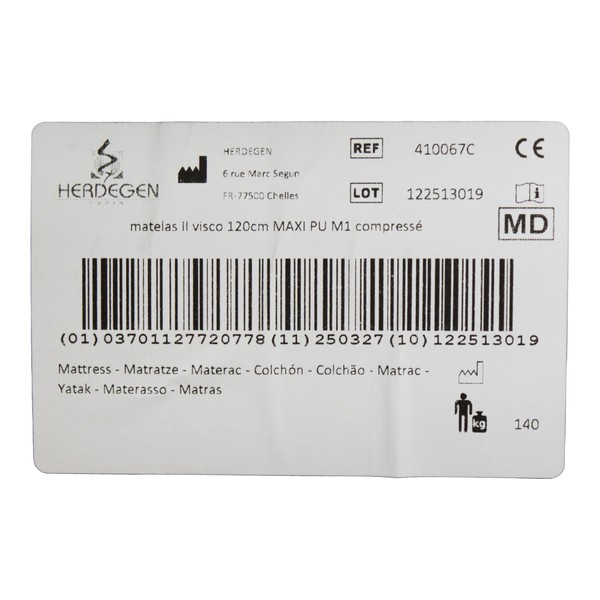 HERDEGEN
PARIS
HERDEGEN
6 rue Marc Segun
FR-77500 Chelles
REF 410067C
LOT 122513019
CE
i
MD
matelas II visco 120cm MAXI PU M1 compressé
(01)03701127720778(11)250327(10)122513019
Mattress - Matratze - Materac - Colchón - Colchão - Matrac -
Yatak - Materasso - Matras
kg
140